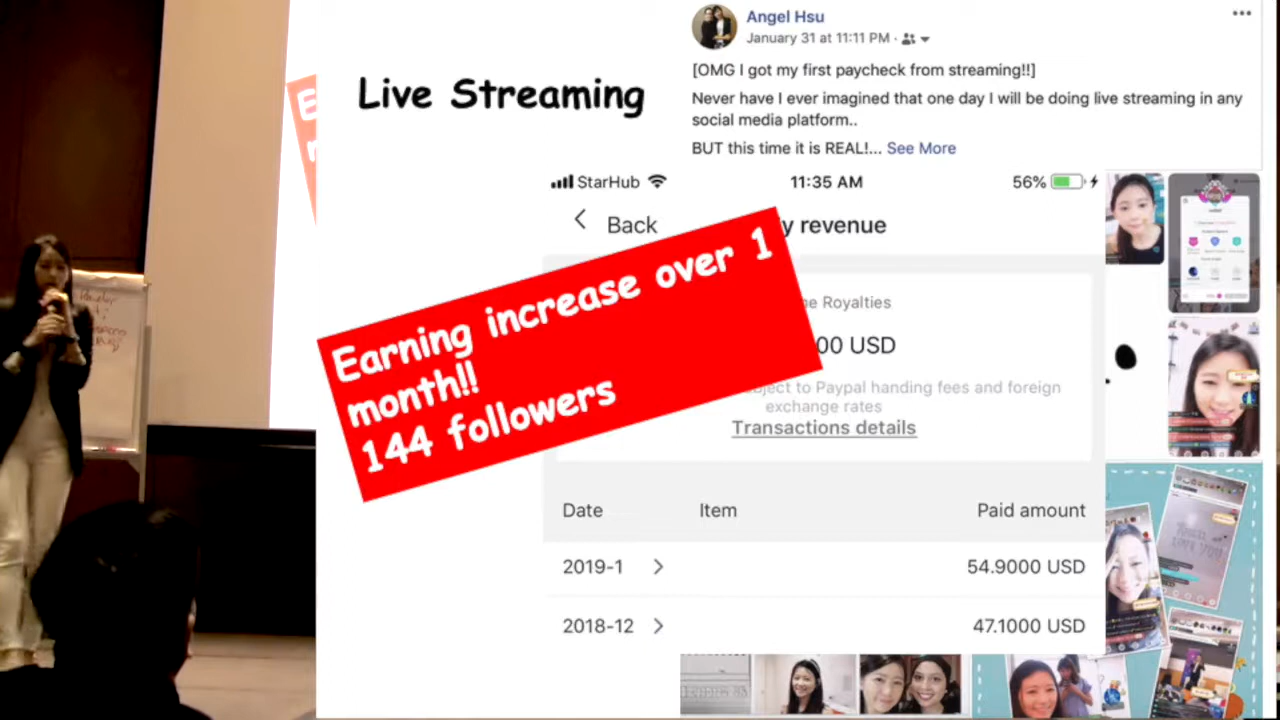 Live Streaming
Angel Hsu
January 31 at 11:11 PM
[OMG I got my first paycheck from streaming!!]
Never have I ever imagined that one day I will be doing live streaming in any
social media platform..
BUT this time it is REAL!... See More
StarHub
11:35 AM
56%
Back
y revenue
Earning increase over 1
month!!
144 followers
Royalties
00 USD
to Paypal handing fees and foreign
exchange rates
Transactions details
Date Item Paid amount
2019-1 54.9000 USD
2018-12 47.1000 USD